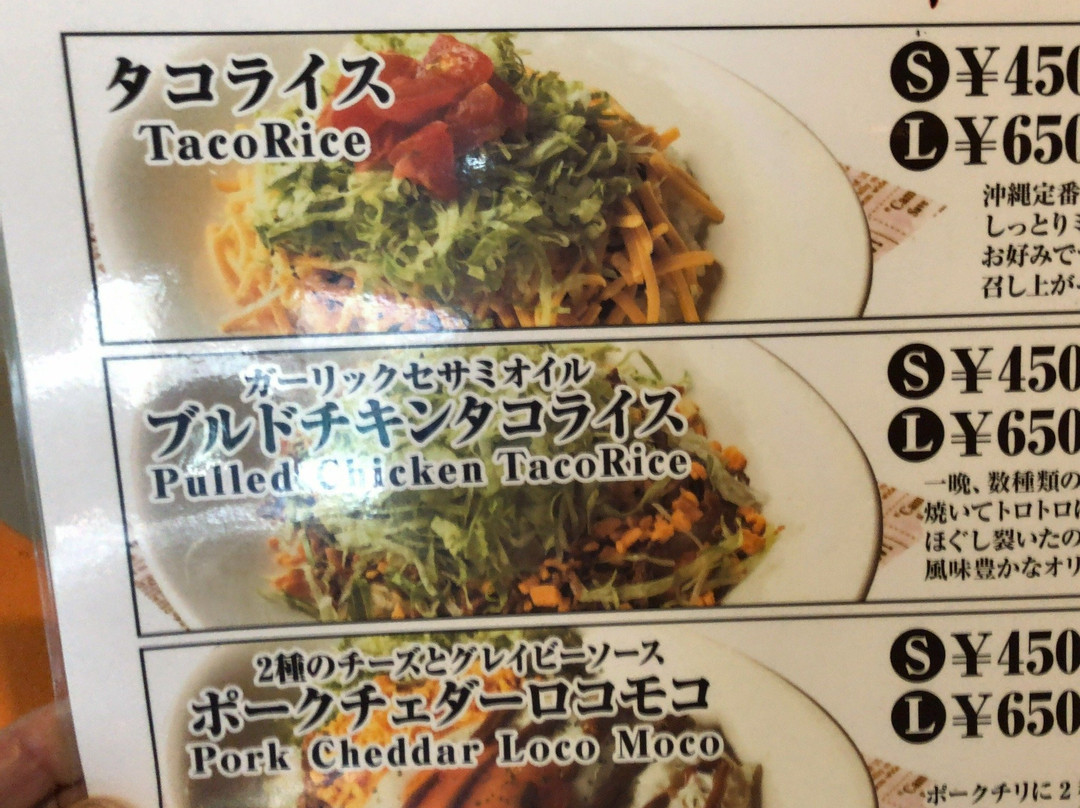 タコライス
TacoRice
S ¥450
L ¥650
沖縄定番
しっとり
お好みで
召し上が
ガーリックセサミオイル
プルドチキンタコライス
Pulled Chicken TacoRice
S ¥450
L ¥650
一晩、数種類の
焼いてトロトロに
ほぐし裂いたの
風味豊かなオリ
2種のチーズとグレイビーソース
ポークチェダーロコモコ
Pork Cheddar Loco Moco
S ¥450
L ¥650
ポークチリに2